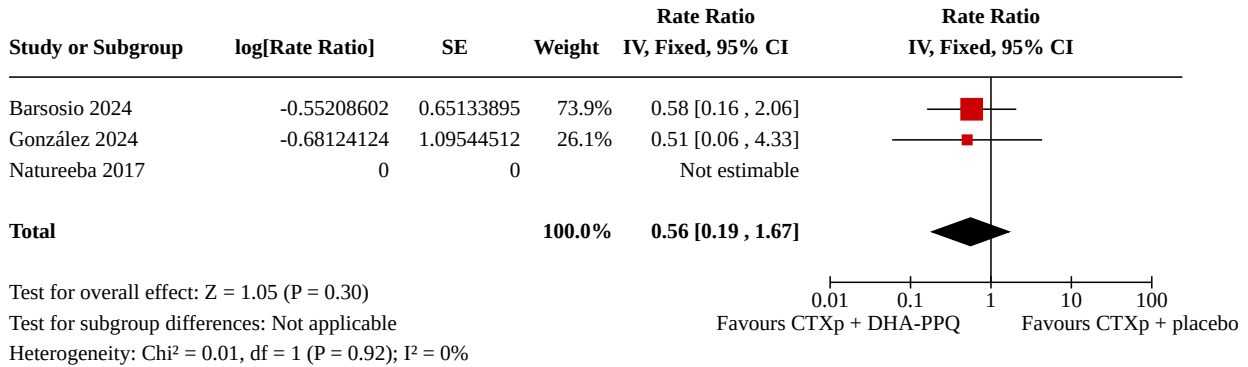 Rate Ratio Rate Ratio
Study or Subgroup log[Rate Ratio] SE Weight IV, Fixed, 95% CI IV, Fixed, 95% CI
Barsosio 2024 -0.55208602 0.65133895 73.9% 0.58 [0.16 , 2.06]
González 2024 -0.68124124 1.09544512 26.1% 0.51 [0.06 , 4.33]
Natureeba 2017 0 0 Not estimable
Total 100.0% 0.56 [0.19 , 1.67]
Test for overall effect: Z = 1.05 (P = 0.30) 0.01 0.1 1 10 100
Test for subgroup differences: Not applicable Favours CTXp + DHA-PPQ Favours CTXp + placebo
Heterogeneity: Chi² = 0.01, df = 1 (P = 0.92); I² = 0%